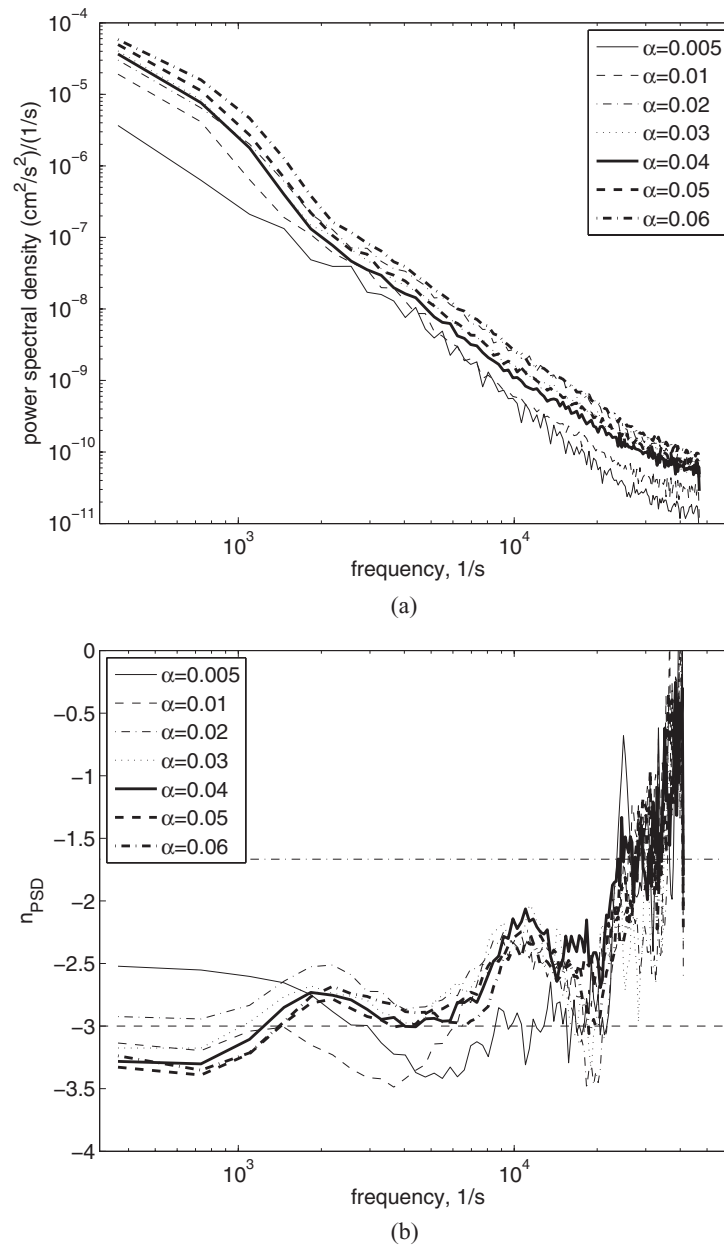 10⁻⁴
10⁻⁵
10⁻⁶
10⁻⁷
10⁻⁸
10⁻⁹
10⁻¹⁰
10⁻¹¹
power spectral density (cm²/s²)/(1/s)
α=0.005
α=0.01
α=0.02
α=0.03
α=0.04
α=0.05
α=0.06
10³
10⁴
frequency, 1/s
(a)
0
−0.5
−1
−1.5
−2
−2.5
−3
−3.5
−4
n_PSD
α=0.005
α=0.01
α=0.02
α=0.03
α=0.04
α=0.05
α=0.06
10³
10⁴
frequency, 1/s
(b)